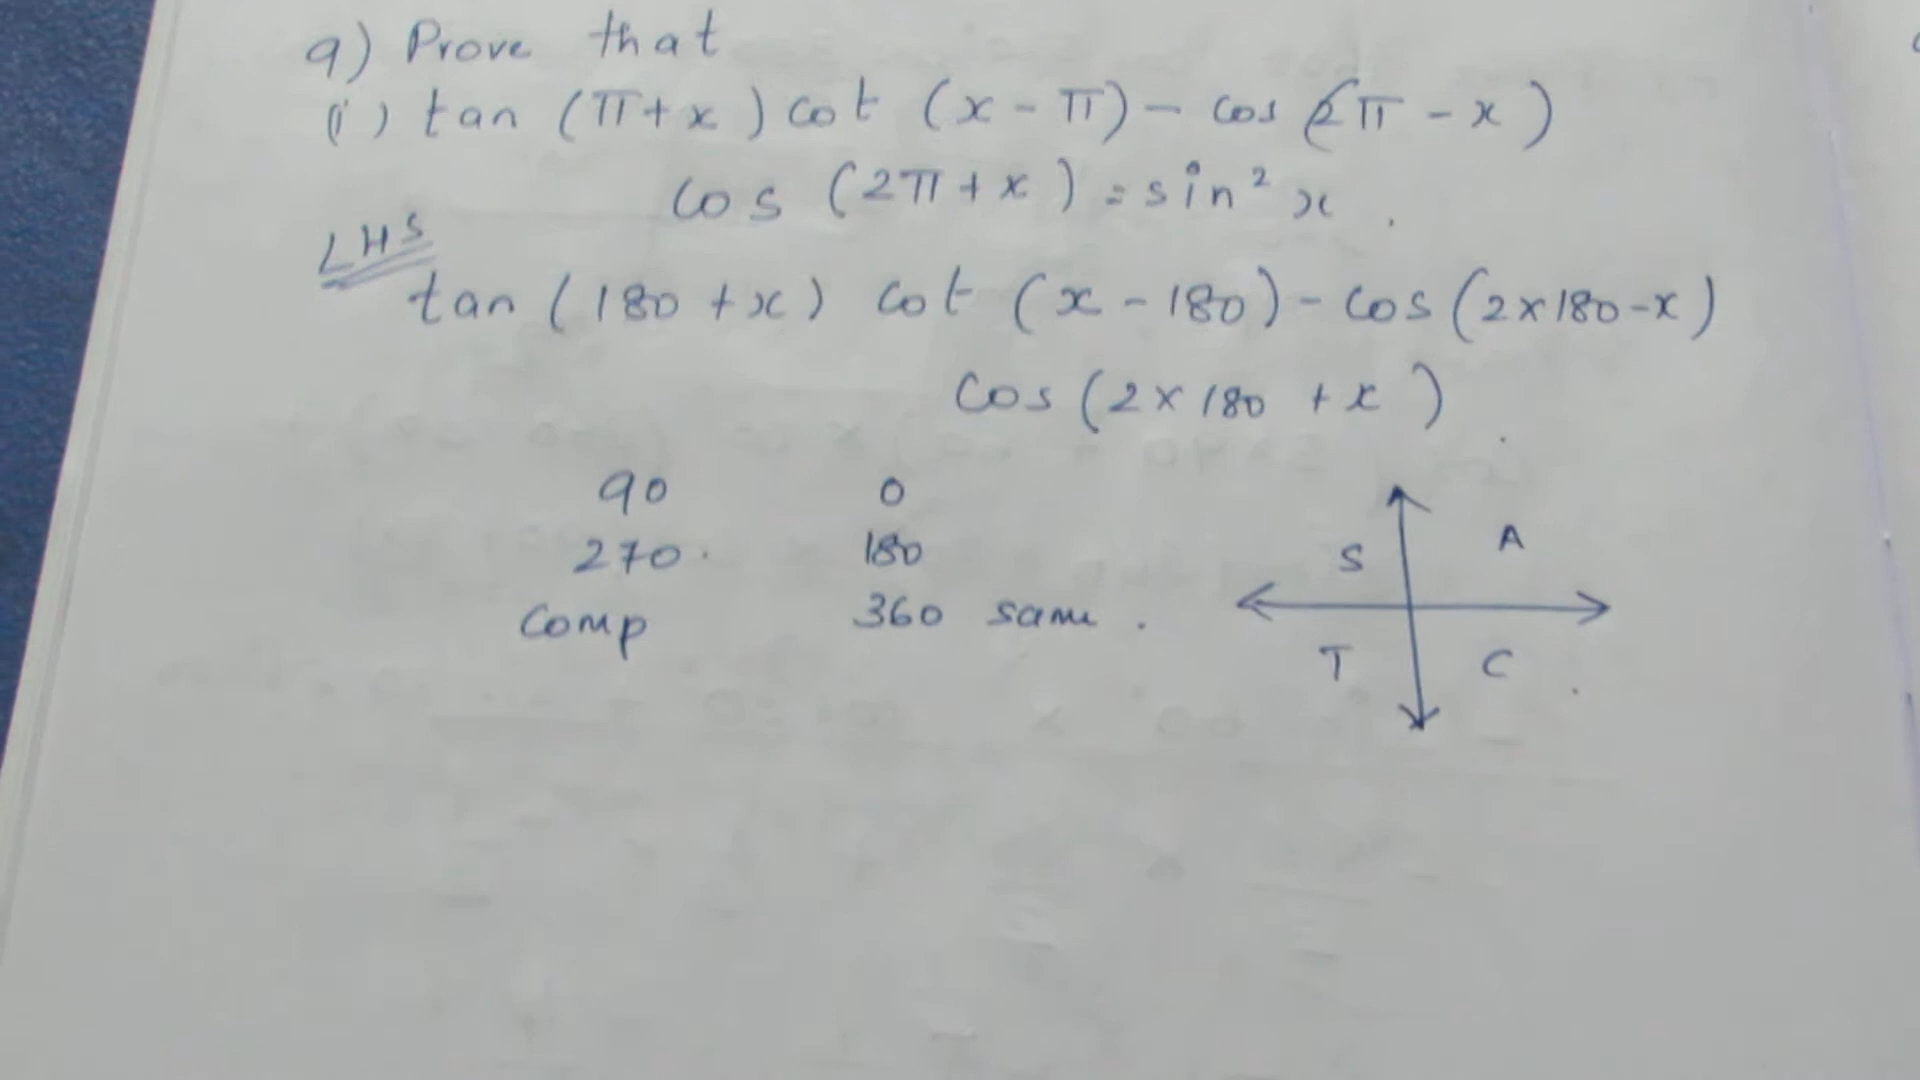 9) Prove that
(i) tan (π+x) cot (x-π) - cos (2π - x)
cos (2π + x) = sin² x.
LHS
tan (180 + x) cot (x - 180) - cos (2 x 180 - x)
cos (2 x 180 + x)
90 0
270. 180
comp 360 same.
S A
T C